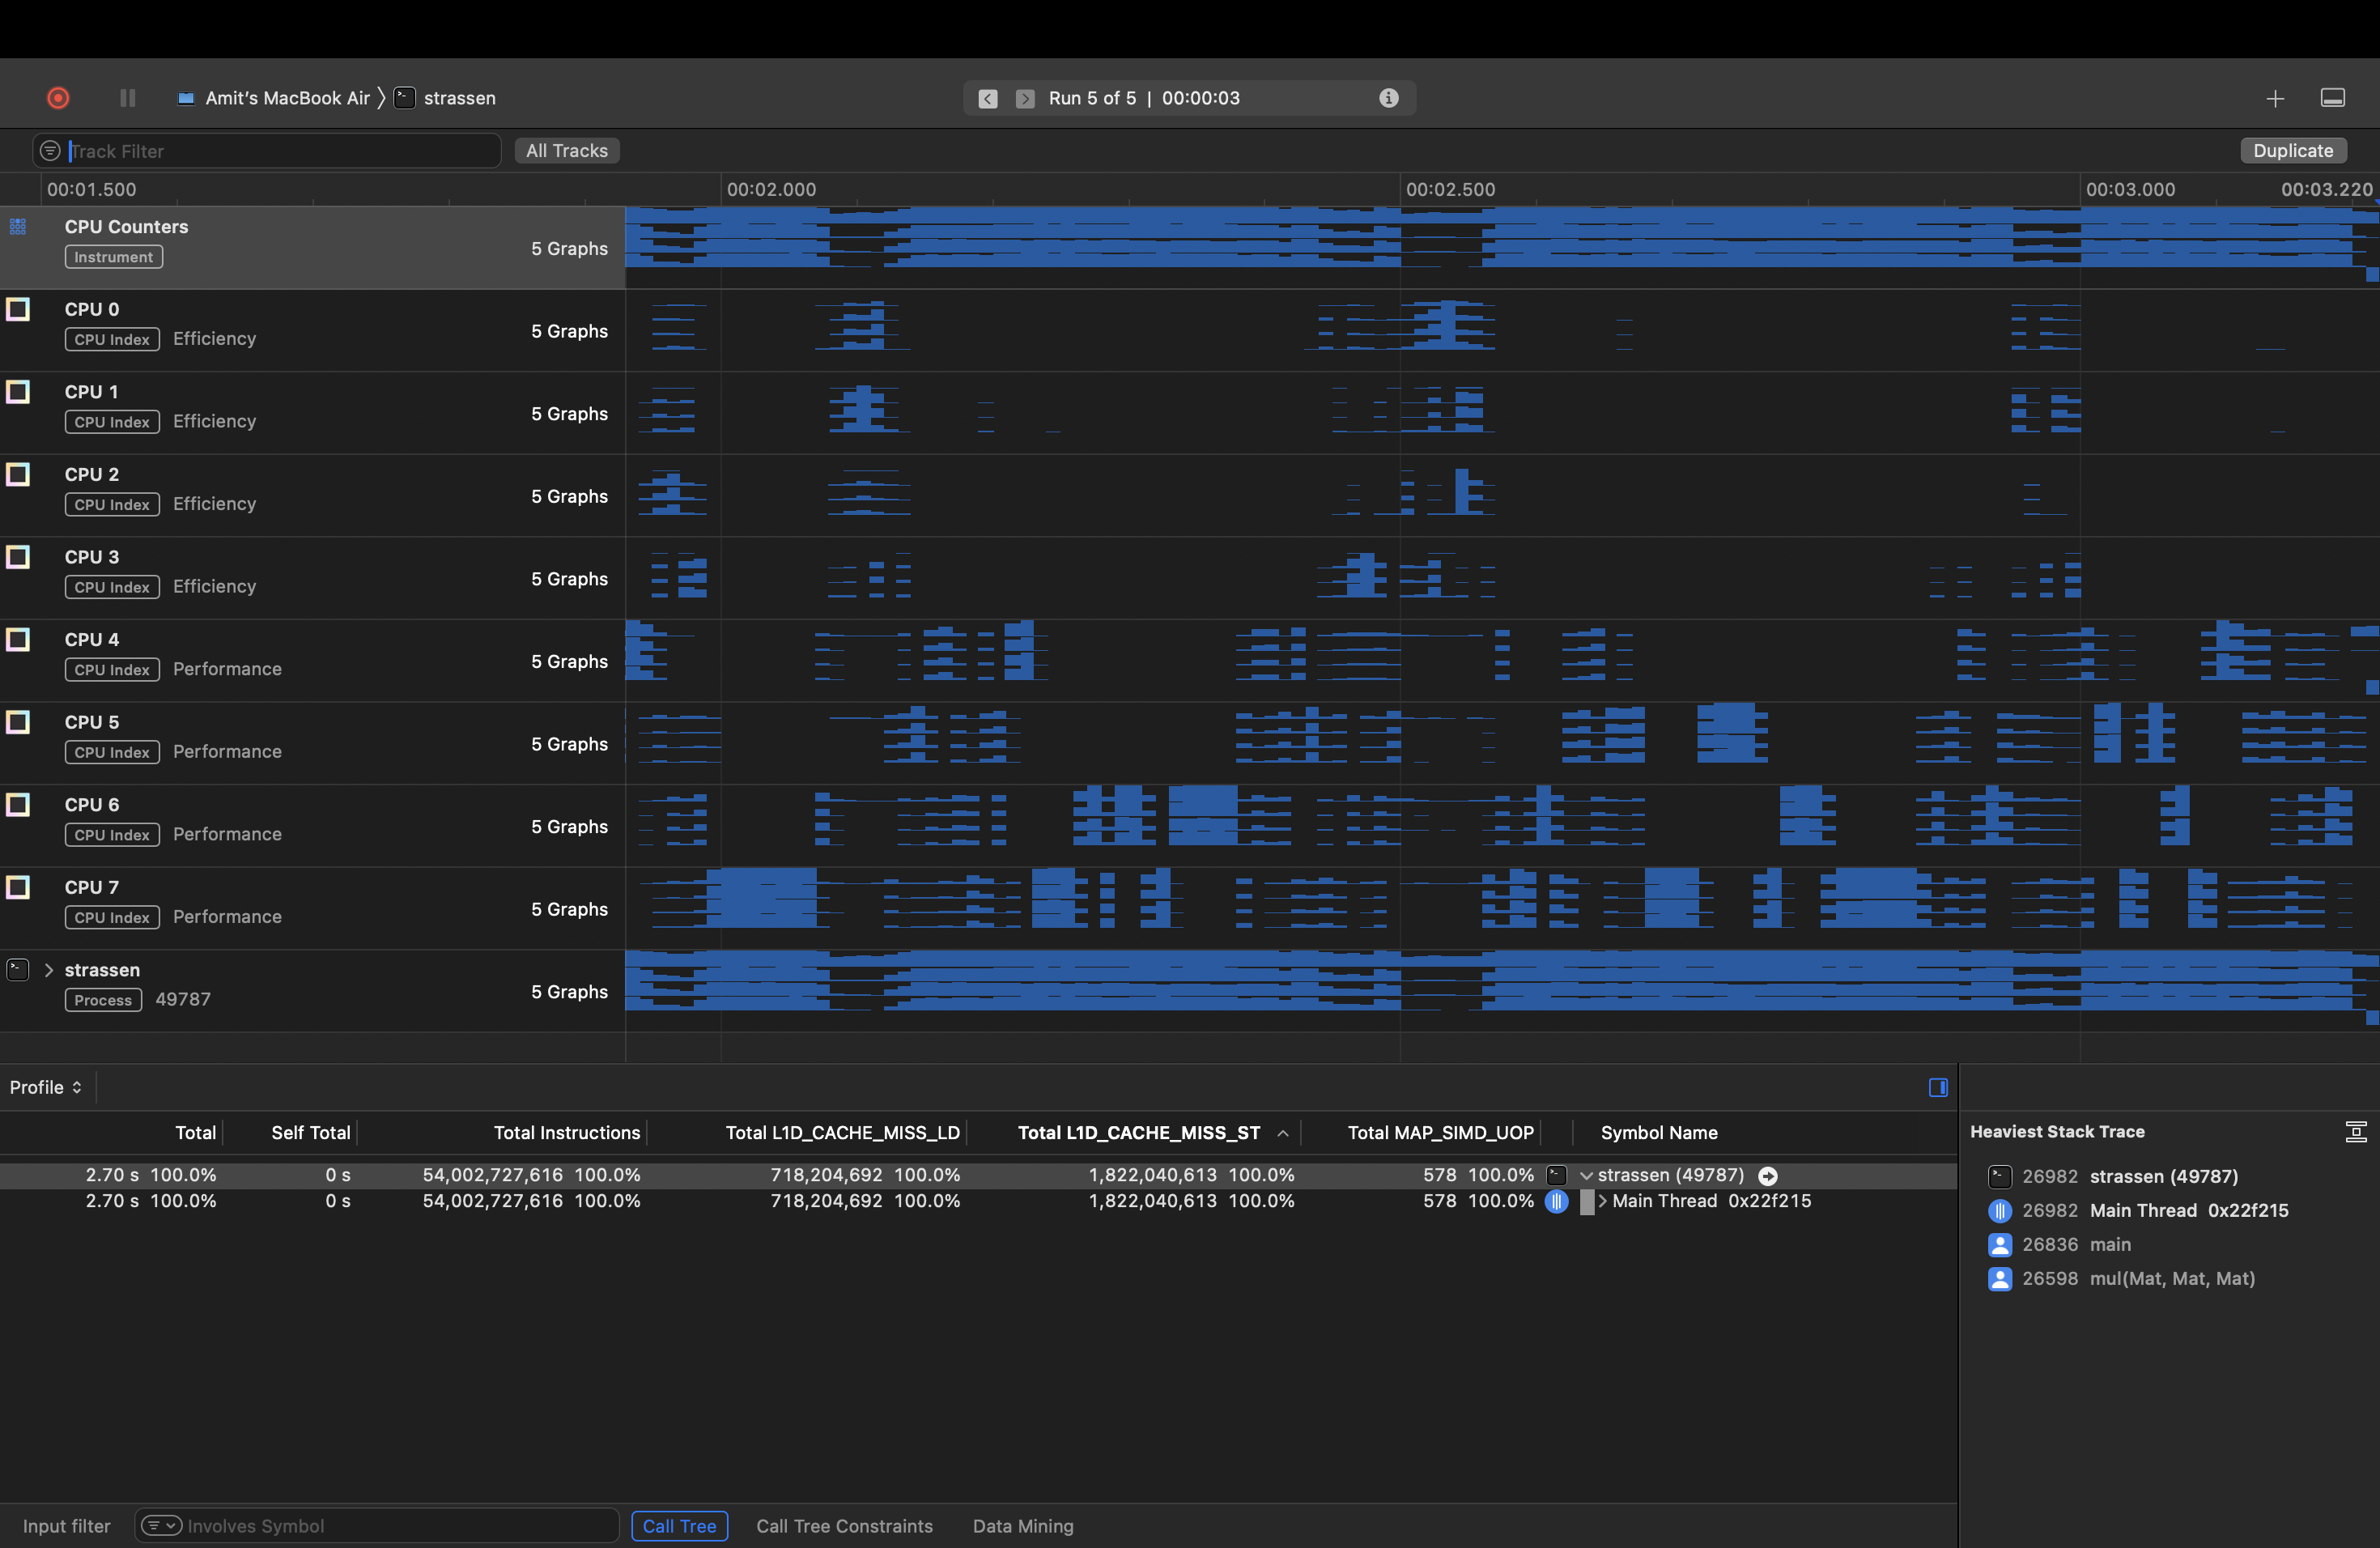 Amit's MacBook Air 〉 strassen
Run 5 of 5 | 00:00:03
Track Filter
All Tracks
Duplicate
00:01.500
00:02.000
00:02.500
00:03.000
00:03.220
CPU Counters
Instrument
5 Graphs
CPU 0
CPU Index Efficiency
5 Graphs
CPU 1
CPU Index Efficiency
5 Graphs
CPU 2
CPU Index Efficiency
5 Graphs
CPU 3
CPU Index Efficiency
5 Graphs
CPU 4
CPU Index Performance
5 Graphs
CPU 5
CPU Index Performance
5 Graphs
CPU 6
CPU Index Performance
5 Graphs
CPU 7
CPU Index Performance
5 Graphs
strassen
Process 49787
5 Graphs
Profile
Total Self Total Total Instructions Total L1D_CACHE_MISS_LD Total L1D_CACHE_MISS_ST Total MAP_SIMD_UOP Symbol Name
2.70 s 100.0% 0 s 54,002,727,616 100.0% 718,204,692 100.0% 1,822,040,613 100.0% 578 100.0% strassen (49787)
2.70 s 100.0% 0 s 54,002,727,616 100.0% 718,204,692 100.0% 1,822,040,613 100.0% 578 100.0% Main Thread 0x22f215
Heaviest Stack Trace
26982 strassen (49787)
26982 Main Thread 0x22f215
26836 main
26598 mul(Mat, Mat, Mat)
Input filter
Involves Symbol
Call Tree
Call Tree Constraints
Data Mining